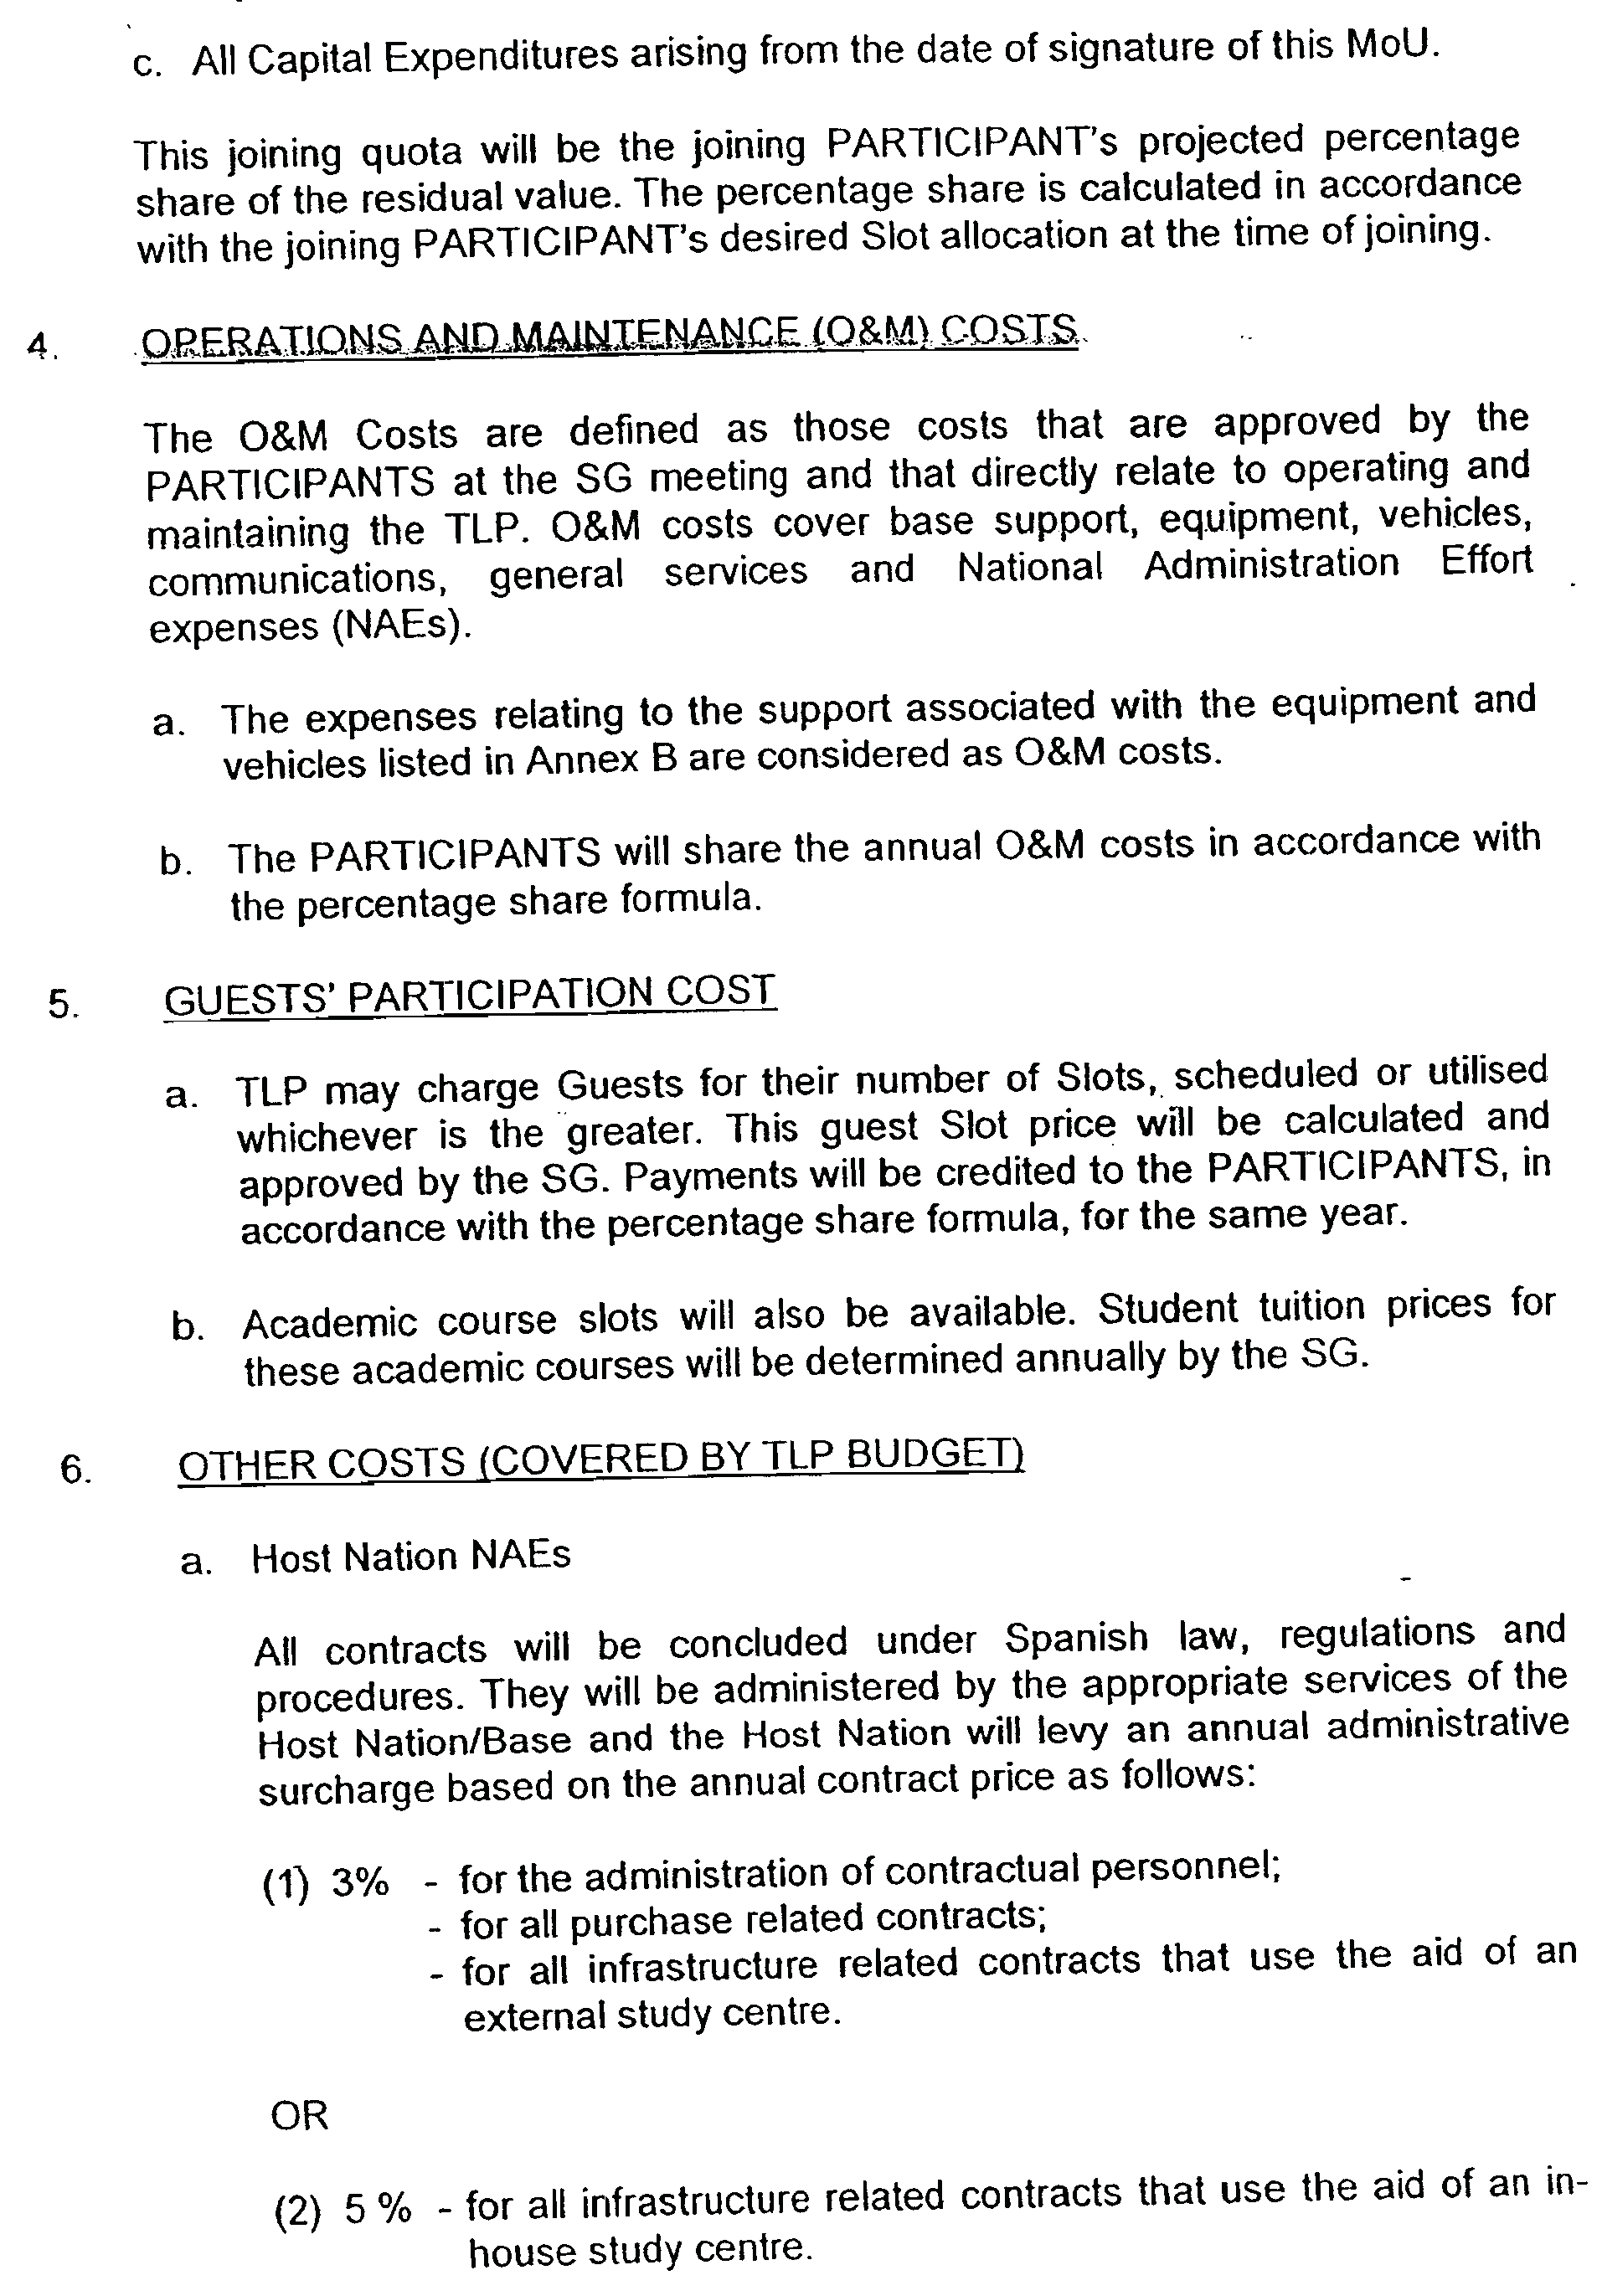 c. All Capital Expenditures arising from the date of signature of this MoU.
This joining quota will be the joining PARTICIPANT's projected percentage
share of the residual value. The percentage share is calculated in accordance
with the joining PARTICIPANT's desired Slot allocation at the time of joining.
4. OPERATIONS AND MAINTENANCE (O&M) COSTS
The O&M Costs are defined as those costs that are approved by the
PARTICIPANTS at the SG meeting and that directly relate to operating and
maintaining the TLP. O&M costs cover base support, equipment, vehicles,
communications, general services and National Administration Effort
expenses (NAEs).
a. The expenses relating to the support associated with the equipment and
vehicles listed in Annex B are considered as O&M costs.
b. The PARTICIPANTS will share the annual O&M costs in accordance with
the percentage share formula.
5. GUESTS' PARTICIPATION COST
a. TLP may charge Guests for their number of Slots, scheduled or utilised
whichever is the greater. This guest Slot price will be calculated and
approved by the SG. Payments will be credited to the PARTICIPANTS, in
accordance with the percentage share formula, for the same year.
b. Academic course slots will also be available. Student tuition prices for
these academic courses will be determined annually by the SG.
6. OTHER COSTS (COVERED BY TLP BUDGET)
a. Host Nation NAEs
All contracts will be concluded under Spanish law, regulations and
procedures. They will be administered by the appropriate services of the
Host Nation/Base and the Host Nation will levy an annual administrative
surcharge based on the annual contract price as follows:
(1) 3% - for the administration of contractual personnel;
- for all purchase related contracts;
- for all infrastructure related contracts that use the aid of an
external study centre.
OR
(2) 5 % - for all infrastructure related contracts that use the aid of an in-
house study centre.